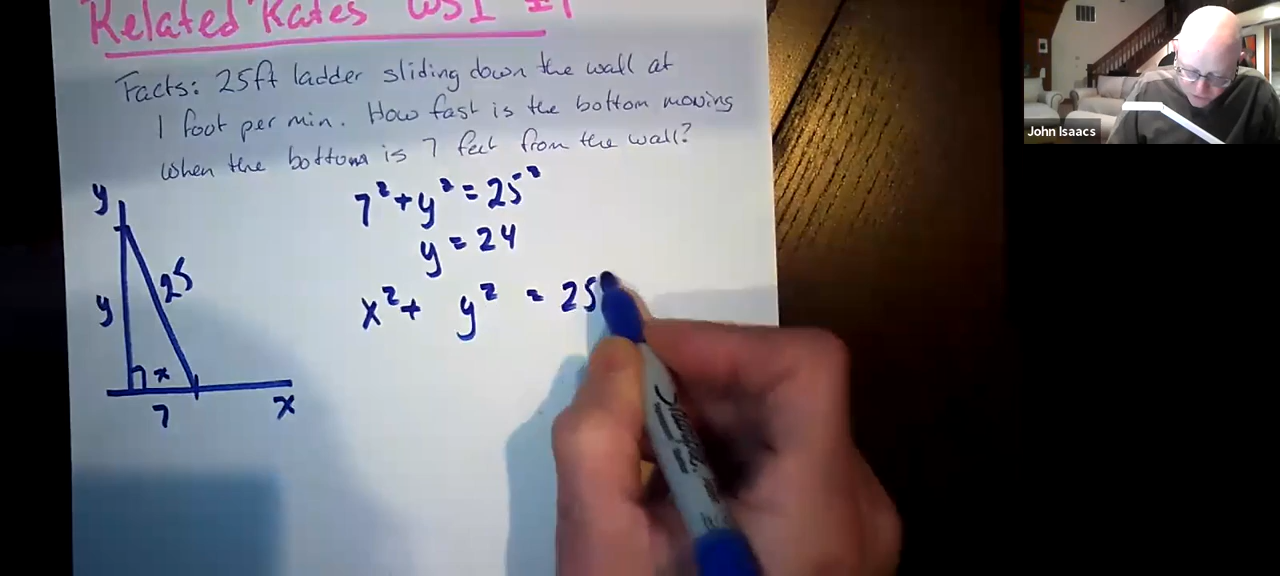 Related Rates WS1 #1
Facts: 25ft ladder sliding down the wall at
1 foot per min. How fast is the bottom moving
when the bottom is 7 feet from the wall?
7² + y² = 25²
y = 24
x² + y² = 25
y
y
25
x
7
x
John Isaacs
Sharpie